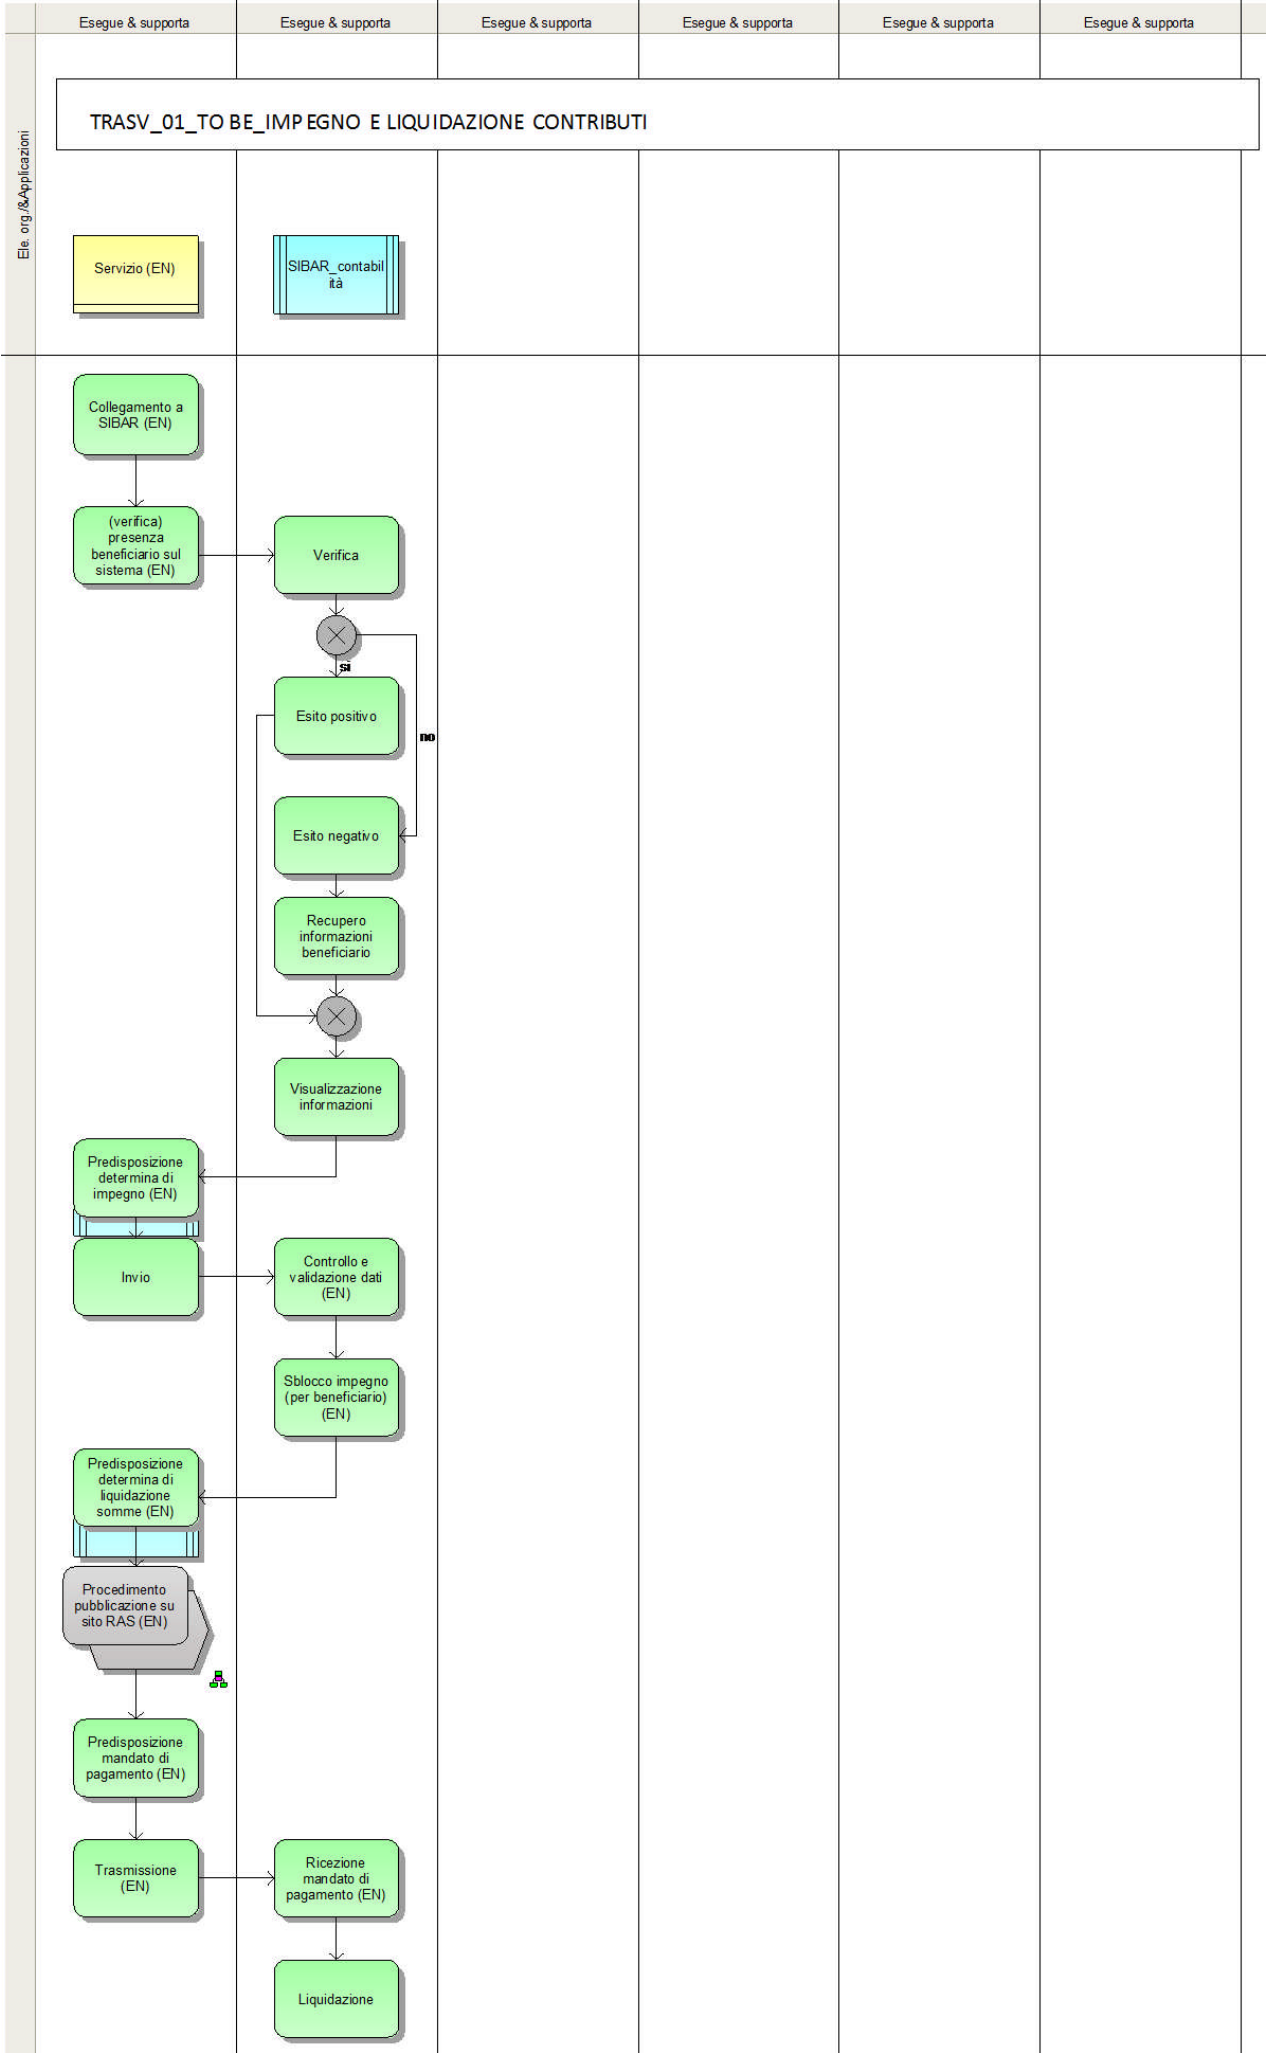 Esegue & supporta
Esegue & supporta
Esegue & supporta
Esegue & supporta
Esegue & supporta
Esegue & supporta
Ele. org./&Applicazioni
TRASV_01_TO BE_IMPEGNO E LIQUIDAZIONE CONTRIBUTI
Servizio (EN)
SIBAR_contabil
ità
Collegamento a
SIBAR (EN)
(verifica)
presenza
beneficiario sul
sistema (EN)
Verifica
si
Esito positivo
no
Esito negativo
Recupero
informazioni
beneficiario
Visualizzazione
informazioni
Predisposizione
determina di
impegno (EN)
Invio
Controllo e
validazione dati
(EN)
Sblocco impegno
(per beneficiario)
(EN)
Predisposizione
determina di
liquidazione
somme (EN)
Procedimento
pubblicazione su
sito RAS (EN)
Predisposizione
mandato di
pagamento (EN)
Trasmissione
(EN)
Ricezione
mandato di
pagamento (EN)
Liquidazione